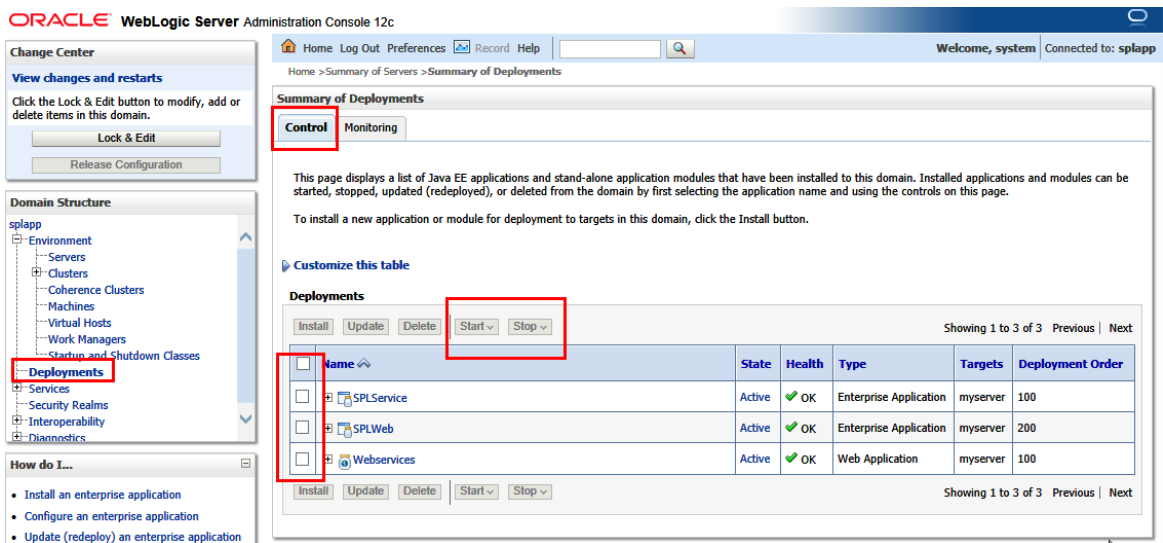 ORACLE WebLogic Server Administration Console 12c
Change Center
View changes and restarts
Click the Lock & Edit button to modify, add or
delete items in this domain.
Lock & Edit
Release Configuration
Domain Structure
splapp
Environment
Servers
Clusters
Coherence Clusters
Machines
Virtual Hosts
Work Managers
Startup and Shutdown Classes
Deployments
Services
Security Realms
Interoperability
Diagnostics
How do I...
Install an enterprise application
Configure an enterprise application
Update (redeploy) an enterprise application
Home Log Out Preferences Record Help
Welcome, system Connected to: splapp
Home >Summary of Servers >Summary of Deployments
Summary of Deployments
Control Monitoring
This page displays a list of Java EE applications and stand-alone application modules that have been installed to this domain. Installed applications and modules can be
started, stopped, updated (redeployed), or deleted from the domain by first selecting the application name and using the controls on this page.
To install a new application or module for deployment to targets in this domain, click the Install button.
Customize this table
Deployments
Install Update Delete Start Stop Showing 1 to 3 of 3 Previous | Next
Name State Health Type Targets Deployment Order
SPLService Active OK Enterprise Application myserver 100
SPLWeb Active OK Enterprise Application myserver 200
Webservices Active OK Web Application myserver 100
Install Update Delete Start Stop Showing 1 to 3 of 3 Previous | Next